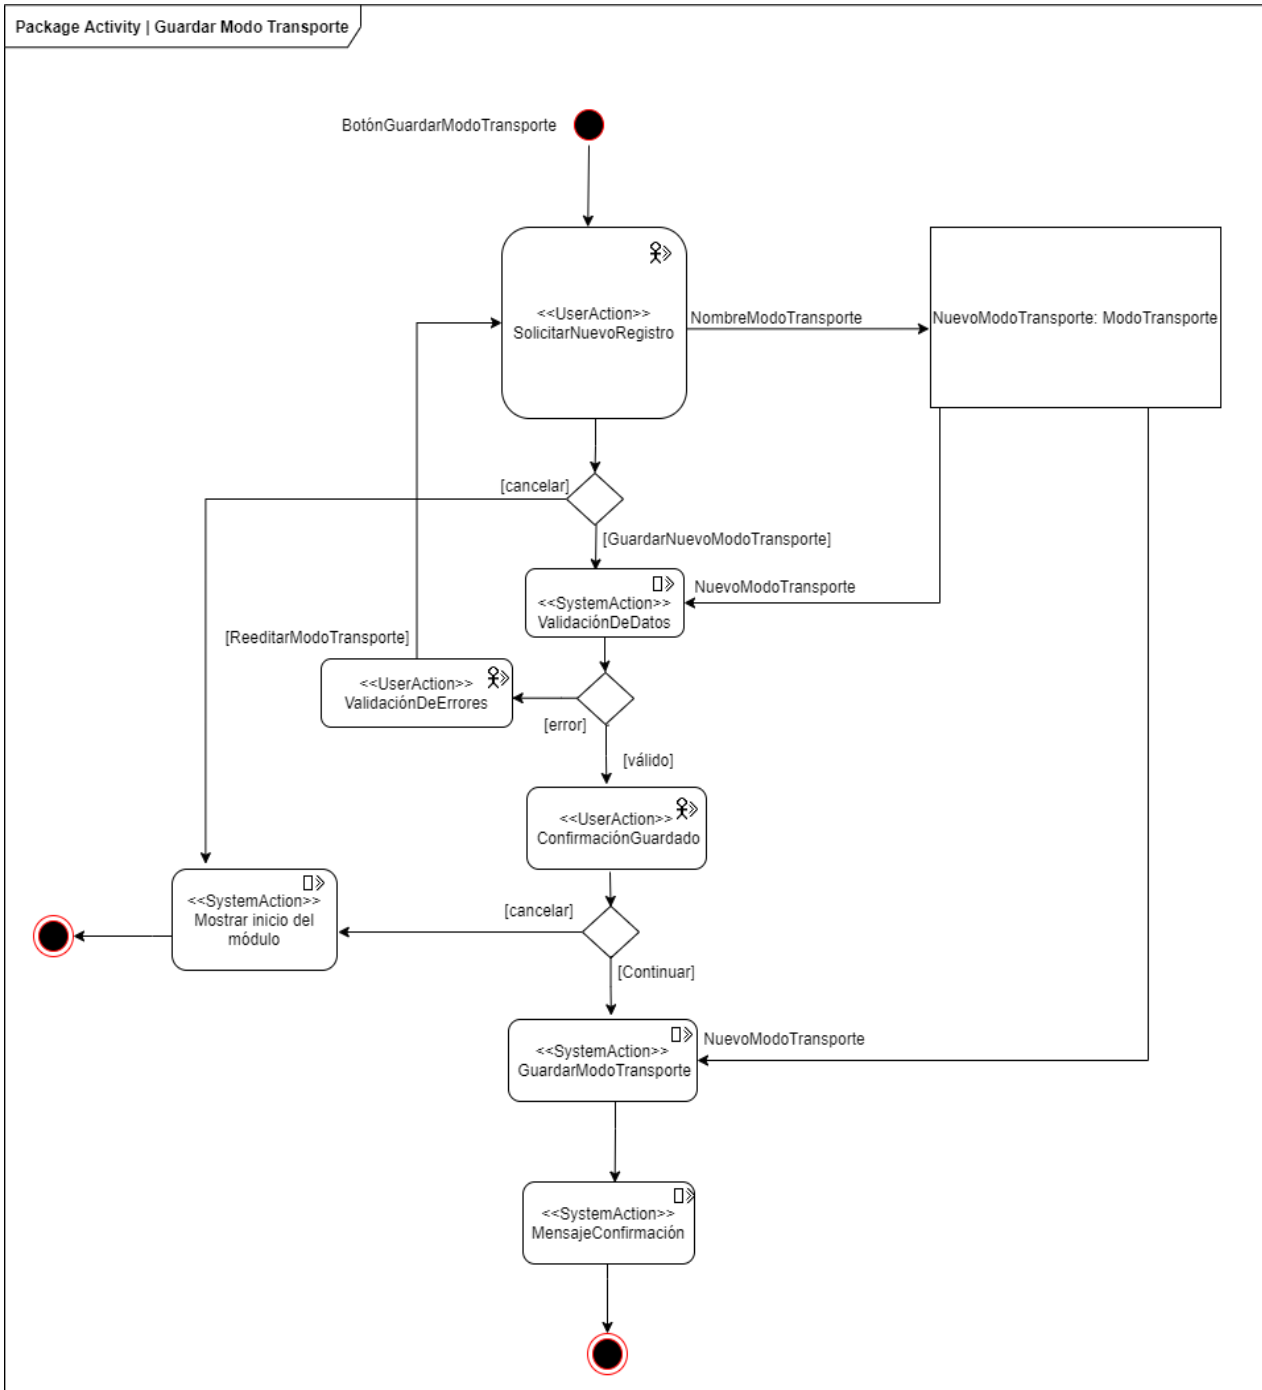 Package Activity | Guardar Modo Transporte
BotónGuardarModoTransporte
<<UserAction>>
SolicitarNuevoRegistro
NombreModoTransporte
NuevoModoTransporte: ModoTransporte
[cancelar]
[GuardarNuevoModoTransporte]
<<SystemAction>>
ValidaciónDeDatos
NuevoModoTransporte
[ReeditarModoTransporte]
<<UserAction>>
ValidaciónDeErrores
[error]
[válido]
<<UserAction>>
ConfirmaciónGuardado
<<SystemAction>>
Mostrar inicio del
módulo
[cancelar]
[Continuar]
<<SystemAction>>
GuardarModoTransporte
NuevoModoTransporte
<<SystemAction>>
MensajeConfirmación